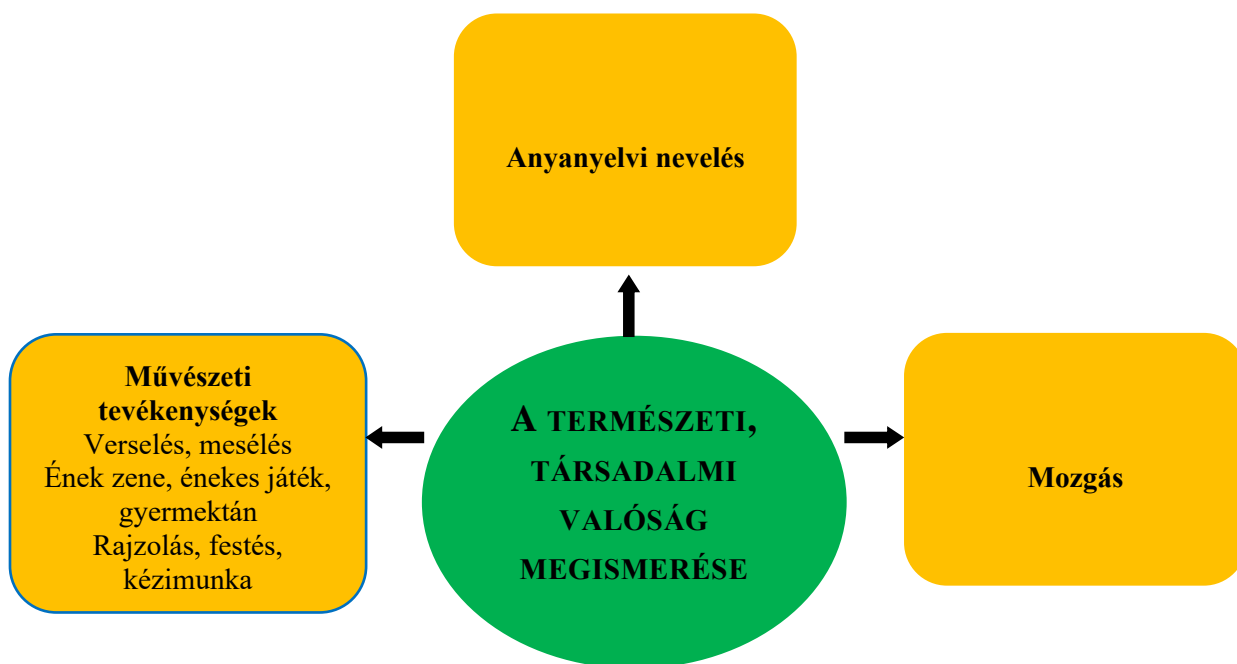 Anyanyelvi nevelés
Művészeti
tevékenységek
Verselés, mesélés
Ének zene, énekes játék,
gyermektán
Rajzolás, festés,
kézimunka
A TERMÉSZETI,
TÁRSADALMI
VALÓSÁG
MEGISMERÉSE
Mozgás